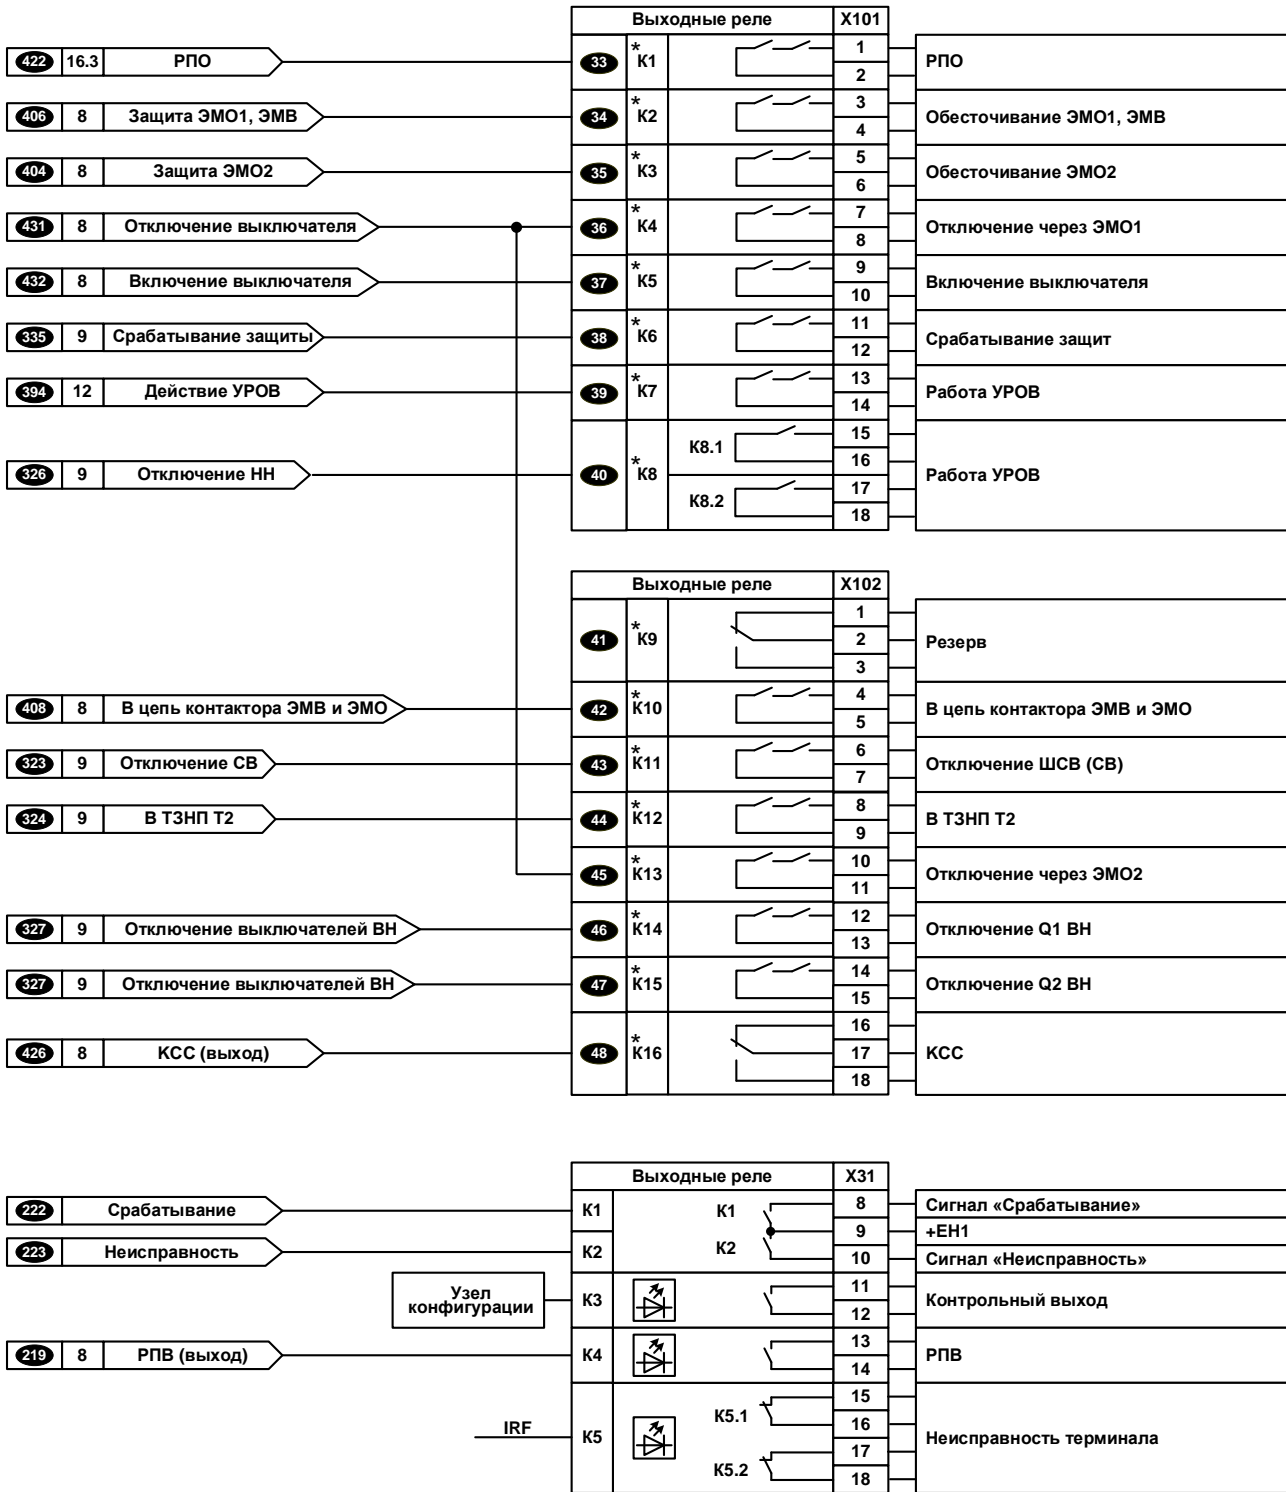 Выходные реле X101
422 16.3 РПО 33 * К1 1 2 РПО
406 8 Защита ЭМО1, ЭМВ 34 * К2 3 4 Обесточивание ЭМО1, ЭМВ
404 8 Защита ЭМО2 35 * К3 5 6 Обесточивание ЭМО2
431 8 Отключение выключателя 36 * К4 7 8 Отключение через ЭМО1
432 8 Включение выключателя 37 * К5 9 10 Включение выключателя
335 9 Срабатывание защиты 38 * К6 11 12 Срабатывание защит
394 12 Действие УРОВ 39 * К7 13 14 Работа УРОВ
326 9 Отключение НН 40 * К8 К8.1 15 16 К8.2 17 18 Работа УРОВ
Выходные реле X102
41 * К9 1 2 3 Резерв
408 8 В цепь контактора ЭМВ и ЭМО 42 * К10 4 5 В цепь контактора ЭМВ и ЭМО
323 9 Отключение СВ 43 * К11 6 7 Отключение ШСВ (СВ)
324 9 В ТЗНП Т2 44 * К12 8 9 В ТЗНП Т2
45 * К13 10 11 Отключение через ЭМО2
327 9 Отключение выключателей ВН 46 * К14 12 13 Отключение Q1 ВН
327 9 Отключение выключателей ВН 47 * К15 14 15 Отключение Q2 ВН
426 8 КСС (выход) 48 * К16 16 17 18 КСС
Выходные реле X31
222 Срабатывание К1 К1 8 Сигнал «Срабатывание»
9 +ЕН1
223 Неисправность К2 К2 10 Сигнал «Неисправность»
Узел
конфигурации К3 11 12 Контрольный выход
219 8 РПВ (выход) К4 13 14 РПВ
IRF К5 К5.1 15 16 К5.2 17 18 Неисправность терминала